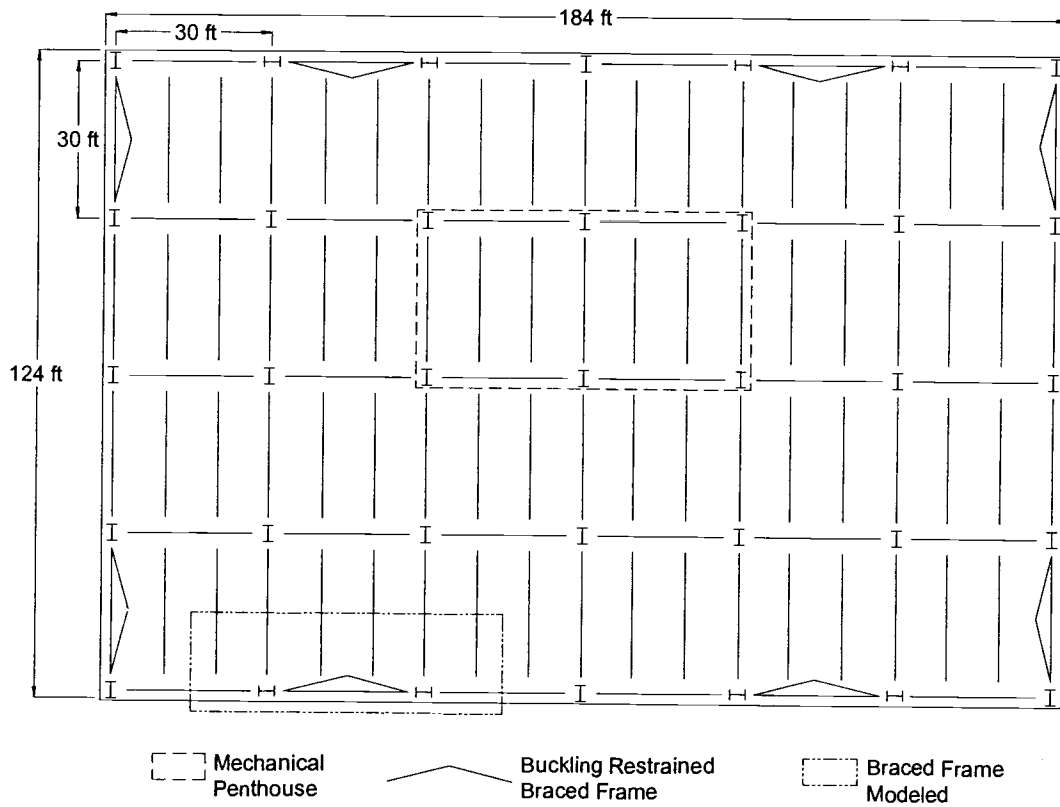 184 ft
30 ft
30 ft
124 ft
Mechanical
Penthouse
Buckling Restrained
Braced Frame
Braced Frame
Modeled